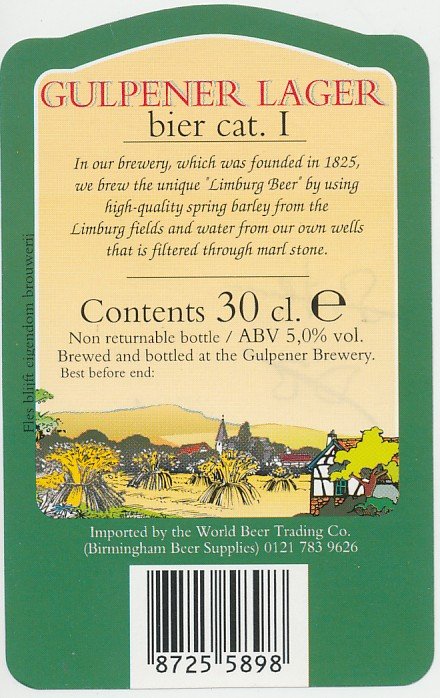 GULPENER LAGER
bier cat. I
In our brewery, which was founded in 1825,
we brew the unique "Limburg Beer" by using
high-quality spring barley from the
Limburg fields and water from our own wells
that is filtered through marl stone.
Contents 30 cl. e
Non returnable bottle / ABV 5,0% vol.
Brewed and bottled at the Gulpener Brewery.
Best before end:
Fles blijft eigendom brouwerij
Imported by the World Beer Trading Co.
(Birmingham Beer Supplies) 0121 783 9626
8725 5898